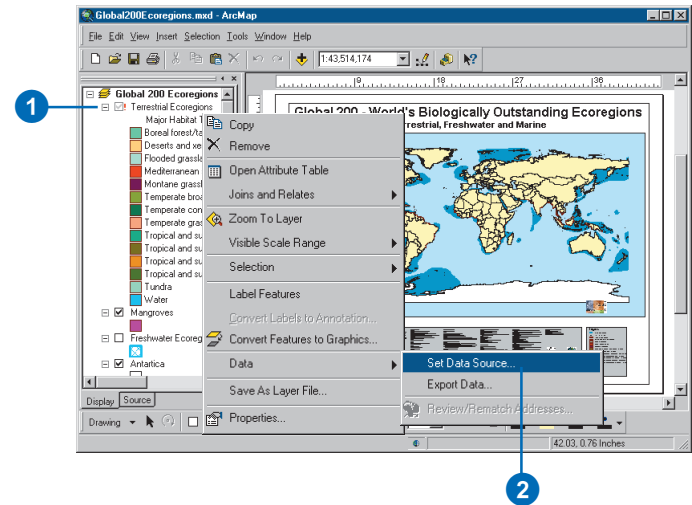 Global200Ecoregions.mxd - ArcMap
File Edit View Insert Selection Tools Window Help
1:43,514,174
Global 200 Ecoregions
1
Terrestrial Ecoregions
Major Habitat T
Boreal forest/ta
Deserts and xe
Flooded grassla
Mediterranean
Montane grassl
Temperate broa
Temperate con
Temperate gras
Tropical and su
Tropical and su
Tropical and su
Tropical and su
Tundra
Water
Mangroves
Freshwater Ecoreg
Antartica
Display Source
Drawing
Copy
Remove
Open Attribute Table
Joins and Relates
Zoom To Layer
Visible Scale Range
Selection
Label Features
Convert Labels to Annotation...
Convert Features to Graphics...
Data
Save As Layer File...
Properties...
Set Data Source...
Export Data...
Review/Rematch Addresses...
9 18 27 36
Global 200 - World's Biologically Outstanding Ecoregions
rrestrial, Freshwater and Marine
42.03, 0.76 Inches
2